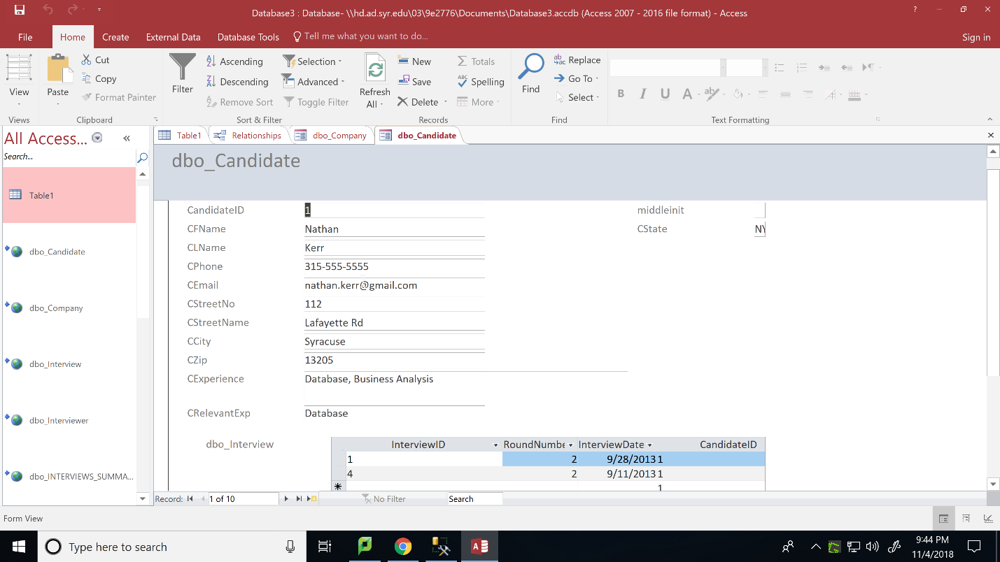 Database3 : Database- \\hd.ad.syr.edu\03\9e2776\Documents\Database3.accdb (Access 2007 - 2016 file format) - Access
?
File Home Create External Data Database Tools Tell me what you want to do... Sign in
View
Paste
Cut
Copy
Format Painter
Filter
Ascending
Descending
Remove Sort
Selection
Advanced
Toggle Filter
Refresh
All
New
Save
Delete
Totals
Spelling
More
Find
Replace
Go To
Select
B I U A
Views Clipboard Sort & Filter Records Find Text Formatting
All Access...
Search...
Table1
dbo_Candidate
dbo_Company
dbo_Interview
dbo_Interviewer
dbo_INTERVIEWS_SUMMA...
Table1 Relationships dbo_Company dbo_Candidate
dbo_Candidate
CandidateID 1 middleinit
CFName Nathan CState NY
CLName Kerr
CPhone 315-555-5555
CEmail nathan.kerr@gmail.com
CStreetNo 112
CStreetName Lafayette Rd
CCity Syracuse
CZip 13205
CExperience Database, Business Analysis
CRelevantExp Database
dbo_Interview
InterviewID RoundNumbe InterviewDate CandidateID
1 2 9/28/2013 1
4 2 9/11/2013 1
1
Record: 1 of 10 No Filter Search
Form View
Type here to search
9:44 PM
11/4/2018